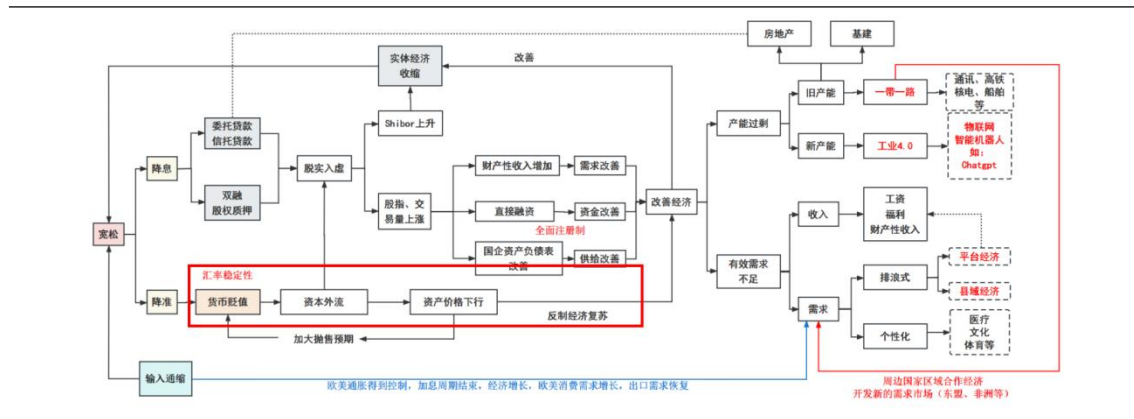 房地产
基建
实体经济
收缩
改善
通讯、高铁
核电、船舶
等
旧产能
一带一路
委托贷款
信托贷款
Shibor上升
产能过剩
物联网
智能机器人
如:
Chatgpt
新产能
工业4.0
降息
脱实入虚
财产性收入增加
需求改善
双融
股权质押
股指、交
易量上涨
直接融资
资金改善
改善经济
工资
福利
财产性收入
收入
全面注册制
宽松
国企资产负债表
改善
供给改善
有效需求
不足
平台经济
汇率稳定性
排浪式
县域经济
降准
货币贬值
资本外流
资产价格下行
需求
反制经济复苏
个性化
医疗
文化
体育等
加大抛售预期
输入通缩
欧美通胀得到控制，加息周期结束，经济增长，欧美消费需求增长，出口需求恢复
周边国家区域合作经济
开发新的需求市场（东盟、非洲等）